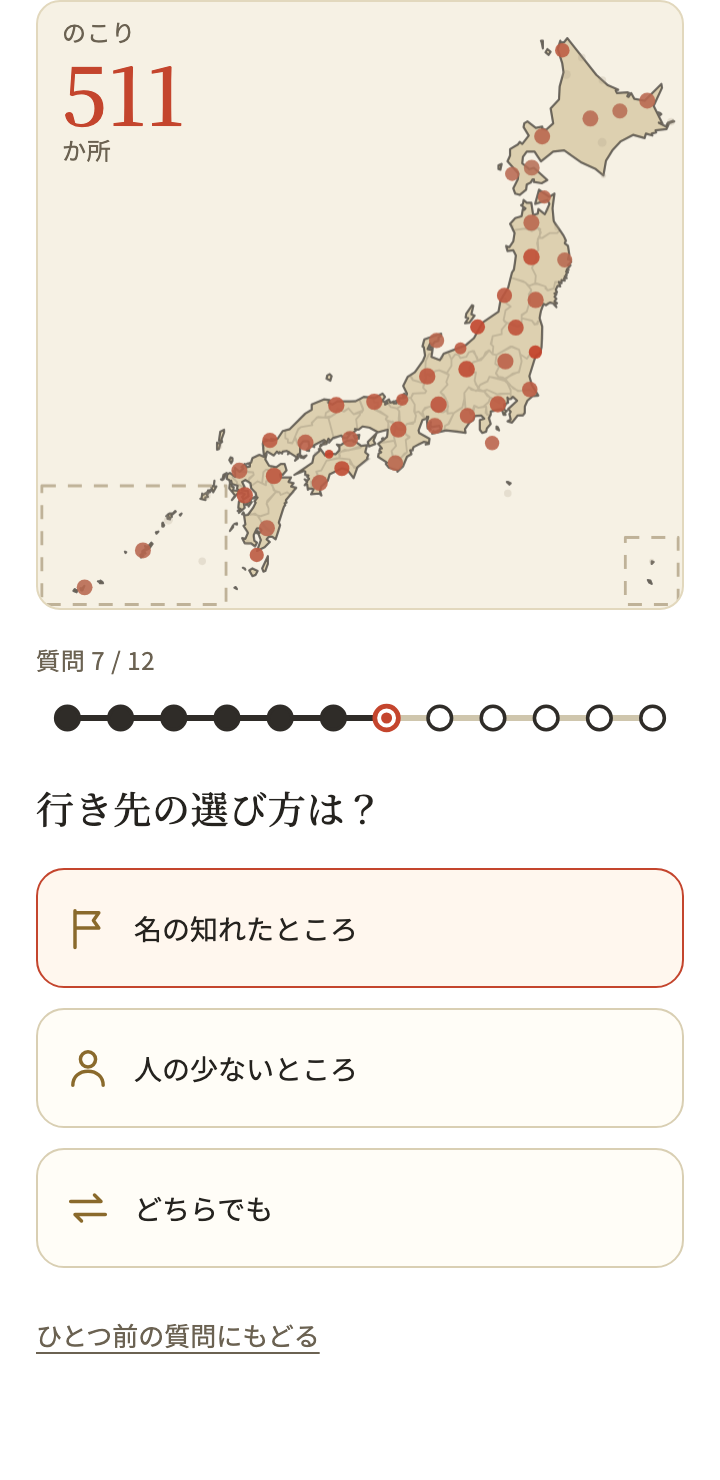 のこり
511
か所
質問 7 / 12
行き先の選び方は？
名の知れたところ
人の少ないところ
どちらでも
ひとつ前の質問にもどる